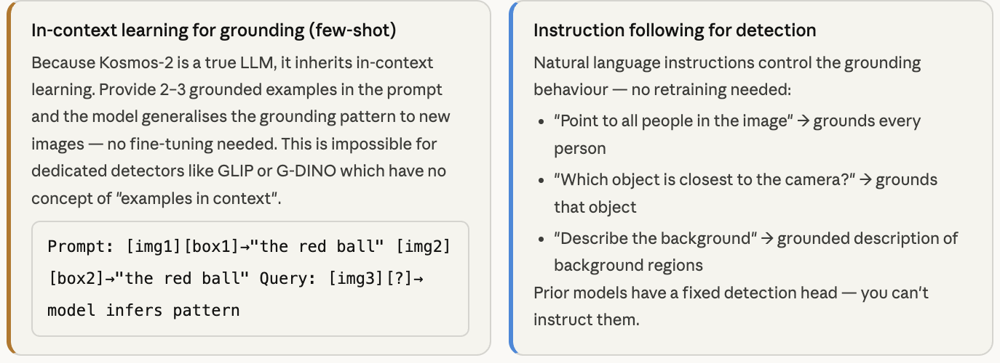 In-context learning for grounding (few-shot)
Because Kosmos-2 is a true LLM, it inherits in-context
learning. Provide 2–3 grounded examples in the prompt
and the model generalises the grounding pattern to new
images — no fine-tuning needed. This is impossible for
dedicated detectors like GLIP or G-DINO which have no
concept of "examples in context".
Prompt: [img1][box1]→"the red ball" [img2]
[box2]→"the red ball" Query: [img3][?]→
model infers pattern
Instruction following for detection
Natural language instructions control the grounding
behaviour — no retraining needed:
• "Point to all people in the image" → grounds every
person
• "Which object is closest to the camera?" → grounds
that object
• "Describe the background" → grounded description of
background regions
Prior models have a fixed detection head — you can't
instruct them.